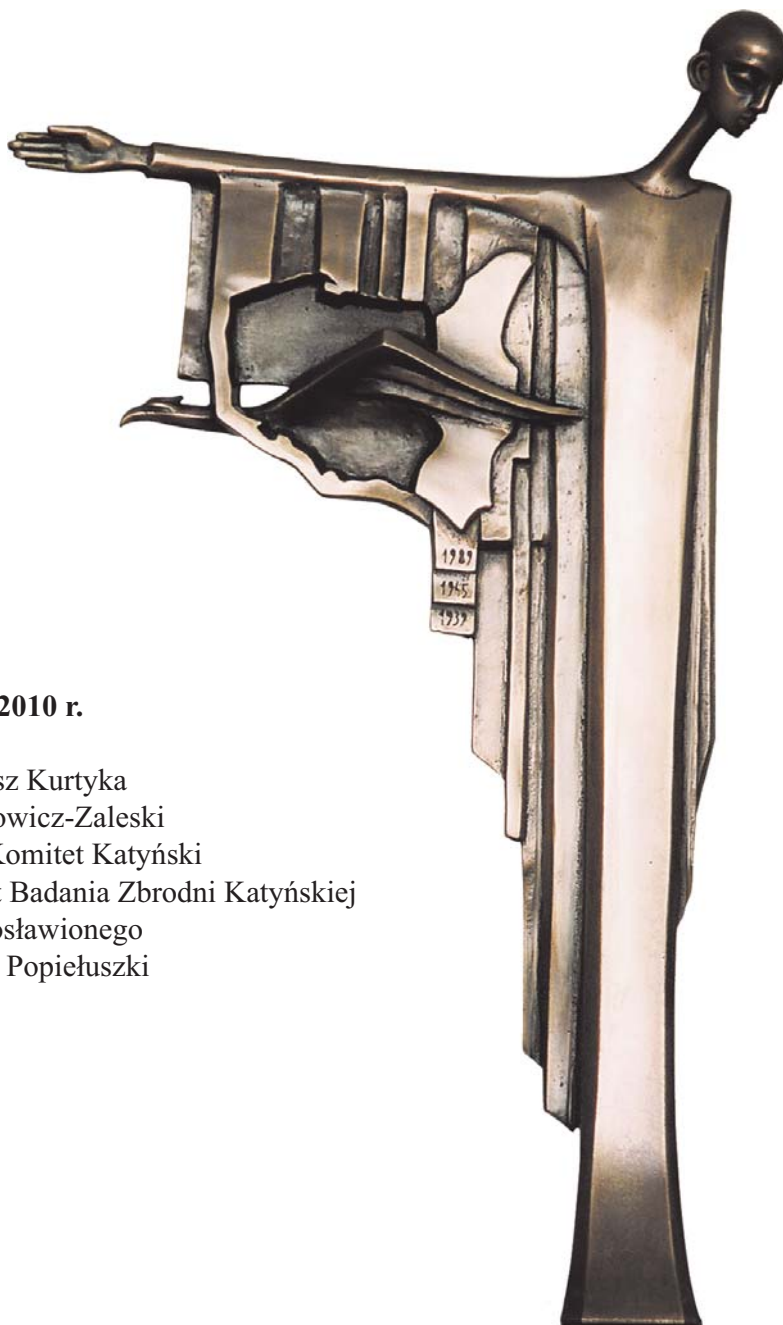 1989
1945
1939
2010 r.
sz Kurtyka
owicz-Zaleski
Komitet Katyński
t Badania Zbrodni Katyńskiej
osławionego
Popiełuszki